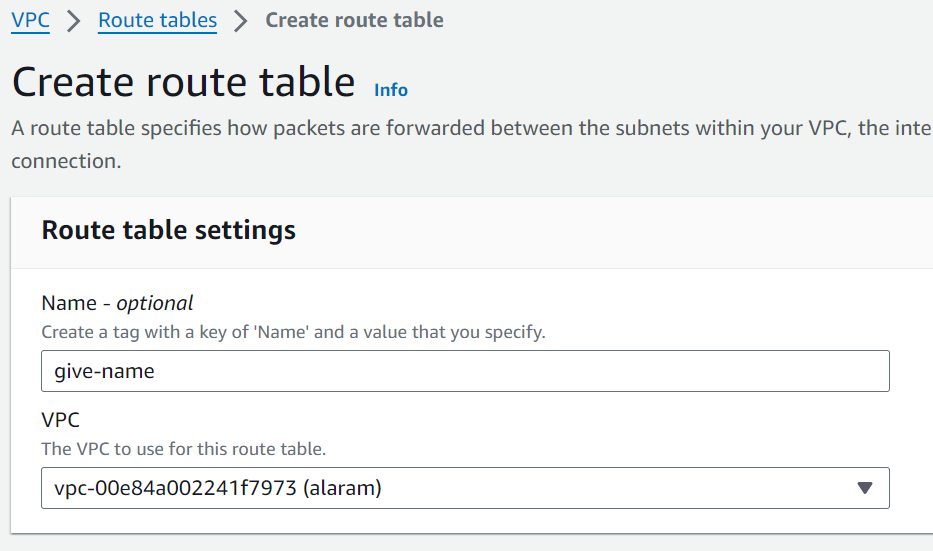 VPC > Route tables > Create route table
Create route table Info
A route table specifies how packets are forwarded between the subnets within your VPC, the inte
connection.
Route table settings
Name - optional
Create a tag with a key of 'Name' and a value that you specify.
give-name
VPC
The VPC to use for this route table.
vpc-00e84a002241f7973 (alaram)